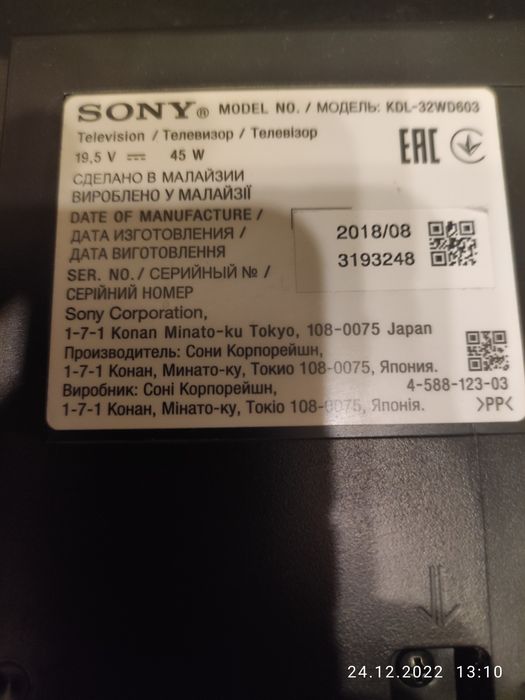 SONY® MODEL NO. / МОДЕЛЬ: KDL-32WD603
Television / Телевизор / Телевізор
19,5 V ⎓ 45 W
EAC
СДЕЛАНО В МАЛАЙЗИИ
ВИРОБЛЕНО У МАЛАЙЗІЇ
DATE OF MANUFACTURE /
ДАТА ИЗГОТОВЛЕНИЯ /
ДАТА ВИГОТОВЛЕННЯ
2018/08
SER. NO./ СЕРИЙНЫЙ № /
СЕРІЙНИЙ НОМЕР
3193248
Sony Corporation,
1-7-1 Konan Minato-ku Tokyo, 108-0075 Japan
Производитель: Сони Корпорейшн,
1-7-1 Конан, Минато-ку, Токио 108-0075, Япония.
Виробник: Соні Корпорейшн,
4-588-123-03
1-7-1 Конан, Мінато-ку, Токіо 108-0075, Японія.
>PP<
24.12.2022 13:10